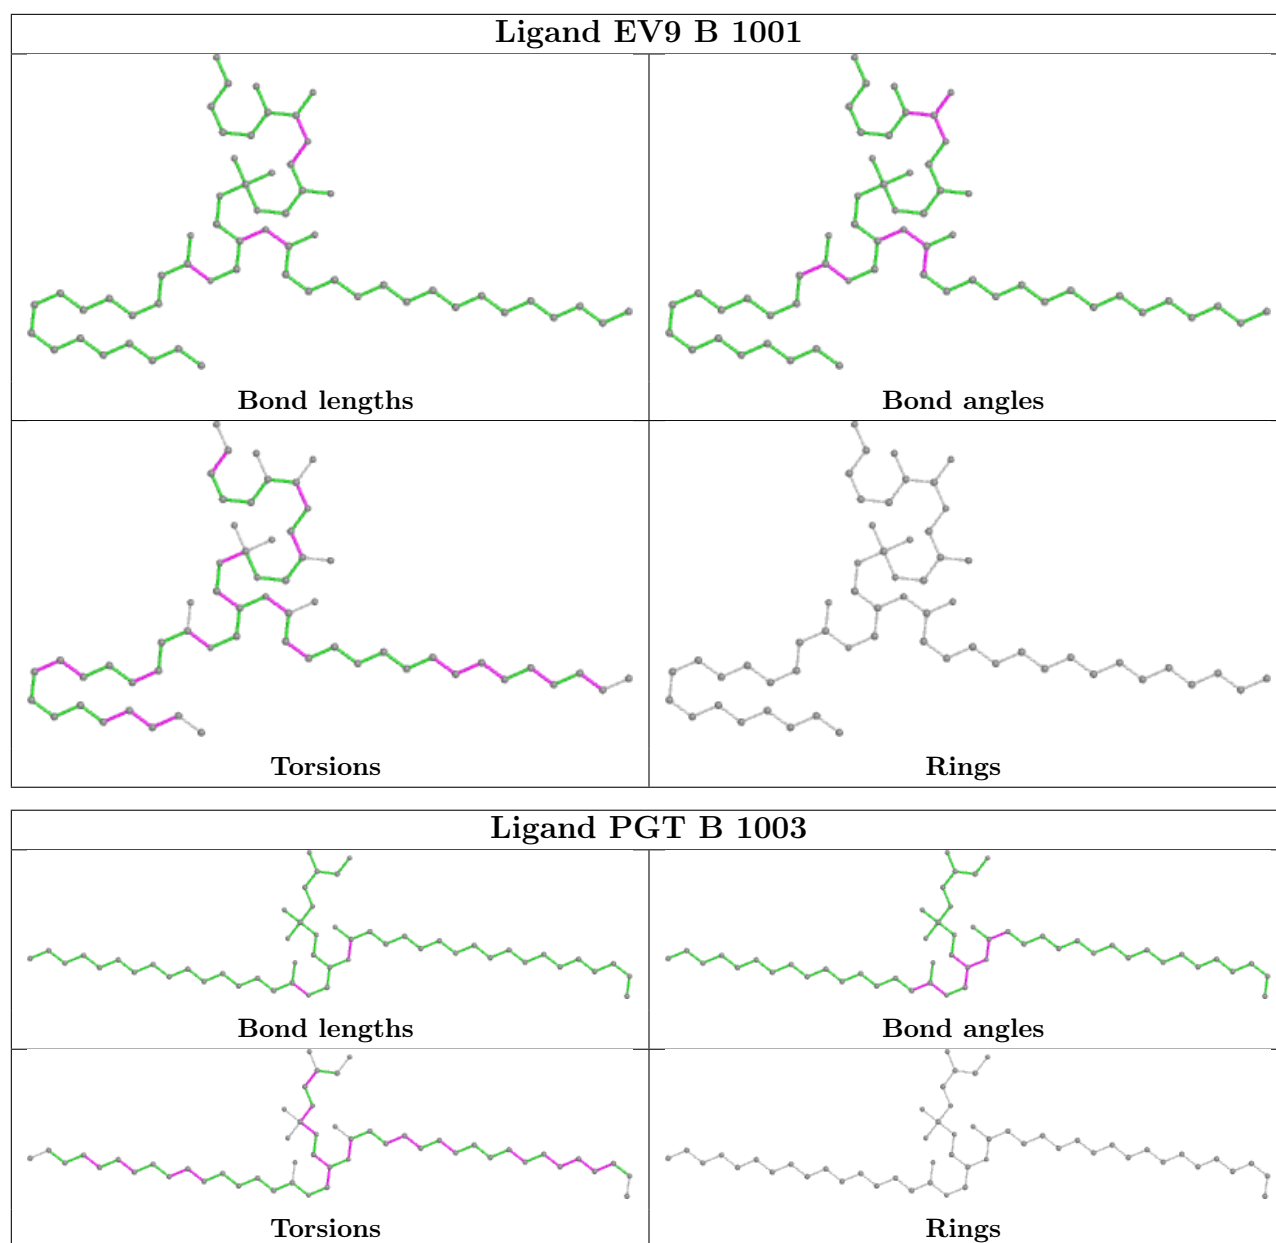 Ligand EV9 B 1001
Bond lengths
Bond angles
Torsions
Rings
Ligand PGT B 1003
Bond lengths
Bond angles
Torsions
Rings